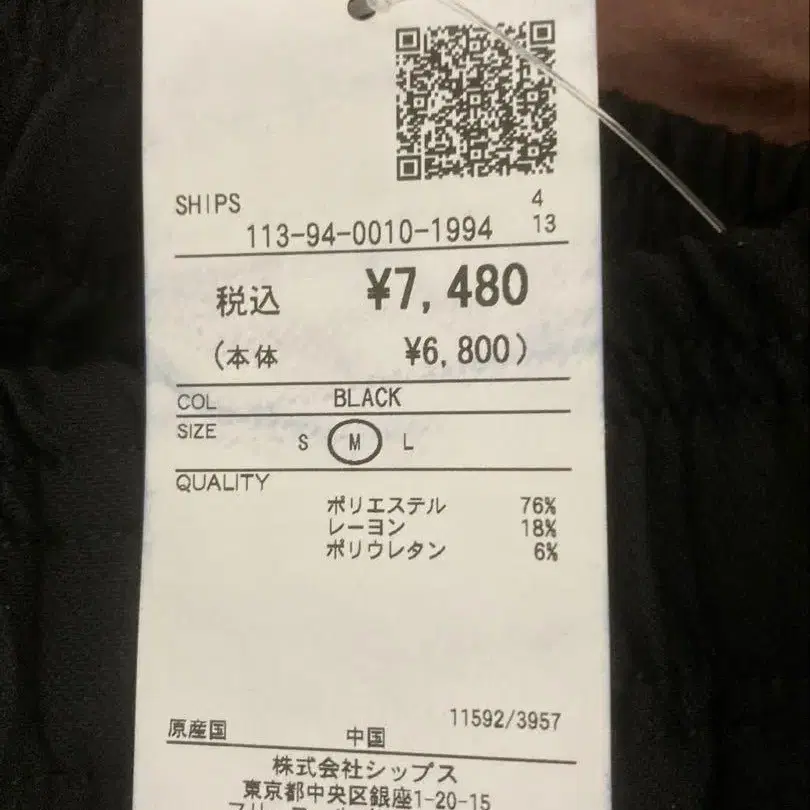 SHIPS 4
113-94-0010-1994 13
税込 ¥7,480
(本体 ¥6,800)
COL BLACK
SIZE
S M L
QUALITY
ポリエステル 76%
レーヨン 18%
ポリウレタン 6%
11592/3957
原産国 中国
株式会社シップス
東京都中央区銀座1-20-15